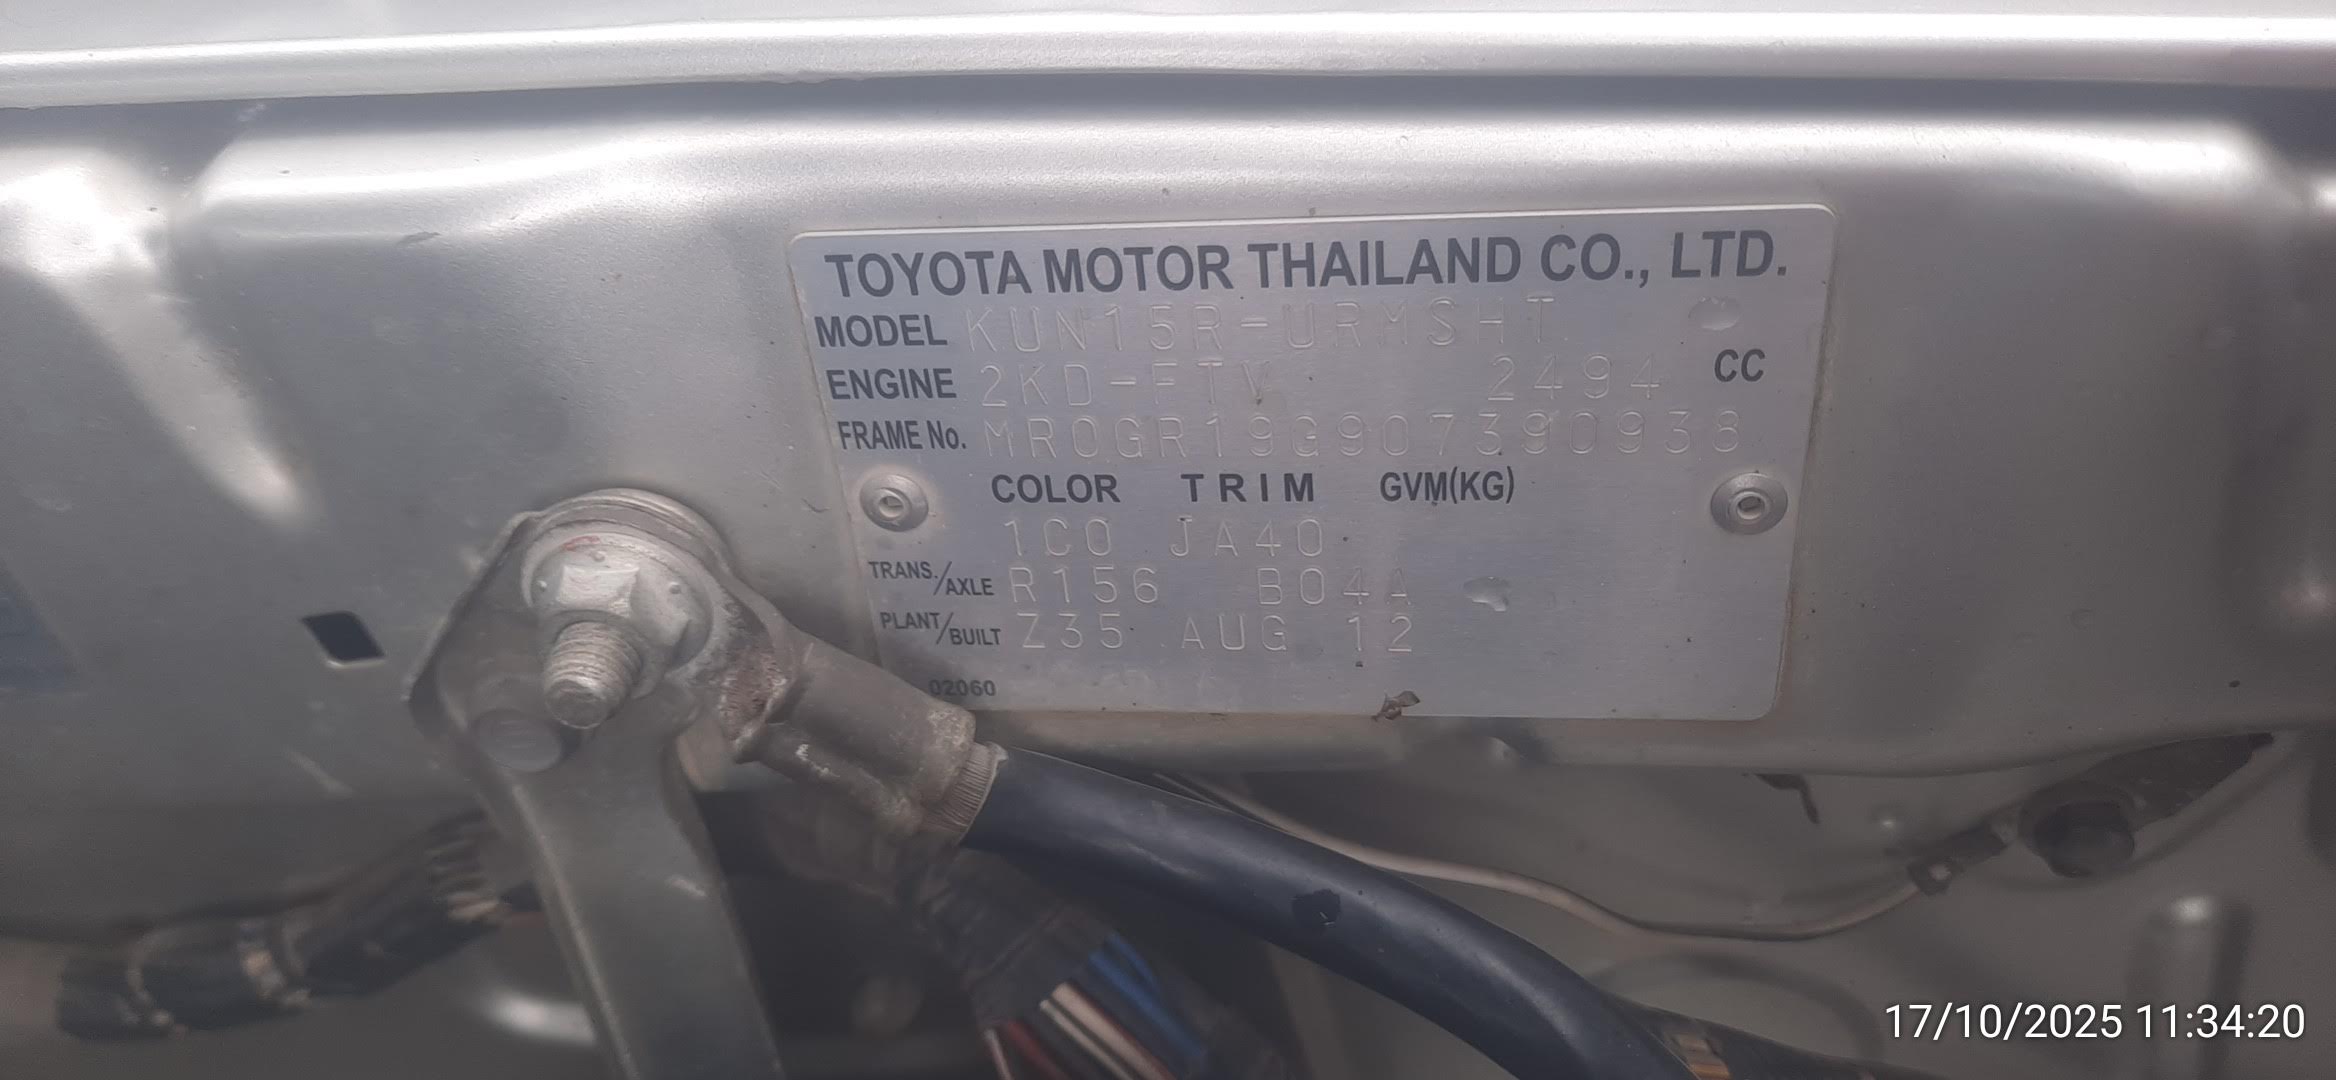 TOYOTA MOTOR THAILAND CO., LTD.
MODEL KUN15R-URMSHT
ENGINE 2KD-FTV 2494 CC
FRAME No. MR0GR19G907390938
COLOR TRIM GVM(KG)
1C0 JA40
TRANS./AXLE R156 B04A
PLANT/BUILT Z35 AUG 12
02060
17/10/2025 11:34:20